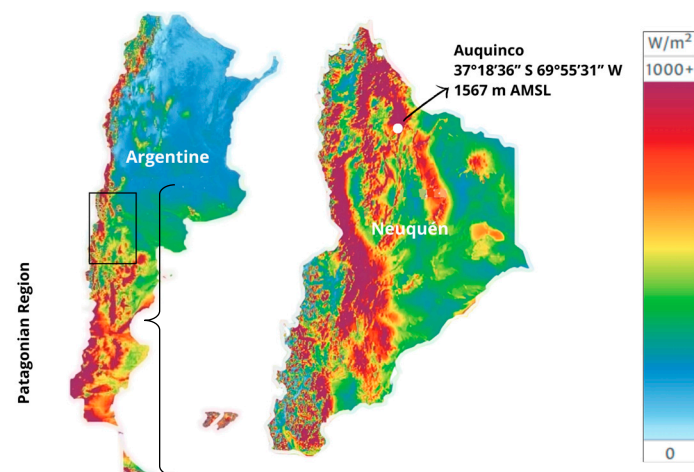 W/m²
1000+
Auquinco
37°18’36’’ S 69°55’31’’ W
1567 m AMSL
Argentine
Neuquén
Patagonian Region
0